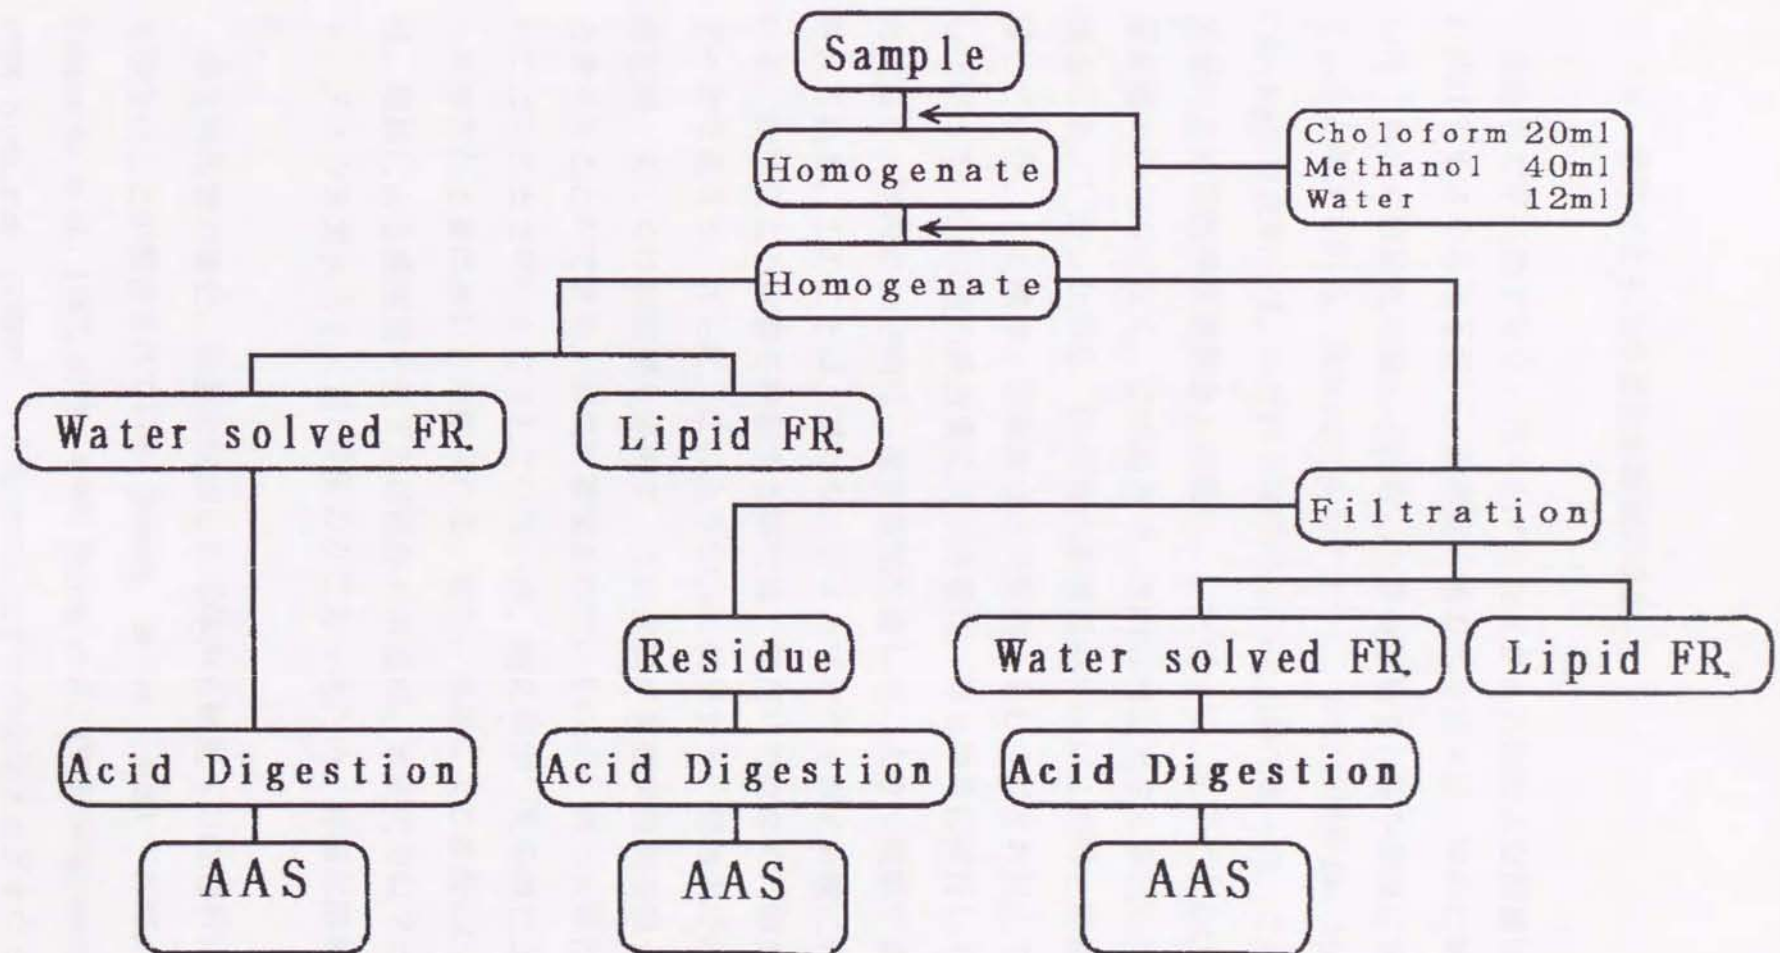 Sample
Choloform 20ml
Methanol 40ml
Water 12ml
Homogenate
Homogenate
Water solved FR.
Lipid FR.
Filtration
Residue
Water solved FR.
Lipid FR.
Acid Digestion
Acid Digestion
Acid Digestion
AAS
AAS
AAS